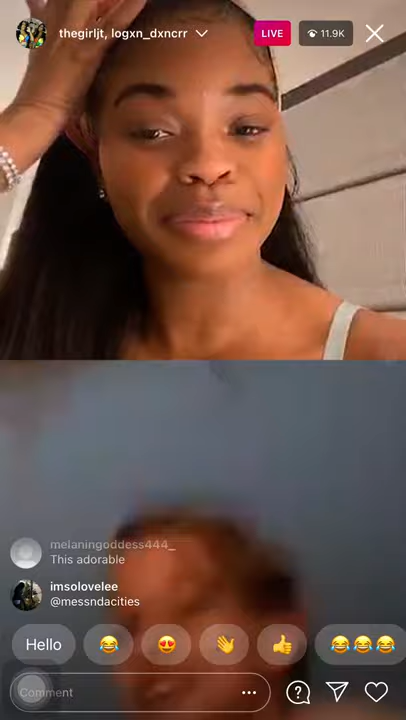 thegirljt, logxn_dxncrr
LIVE
11.9K
melaningoddess444_
This adorable
imsolovelee
@messndacities
Hello
Comment